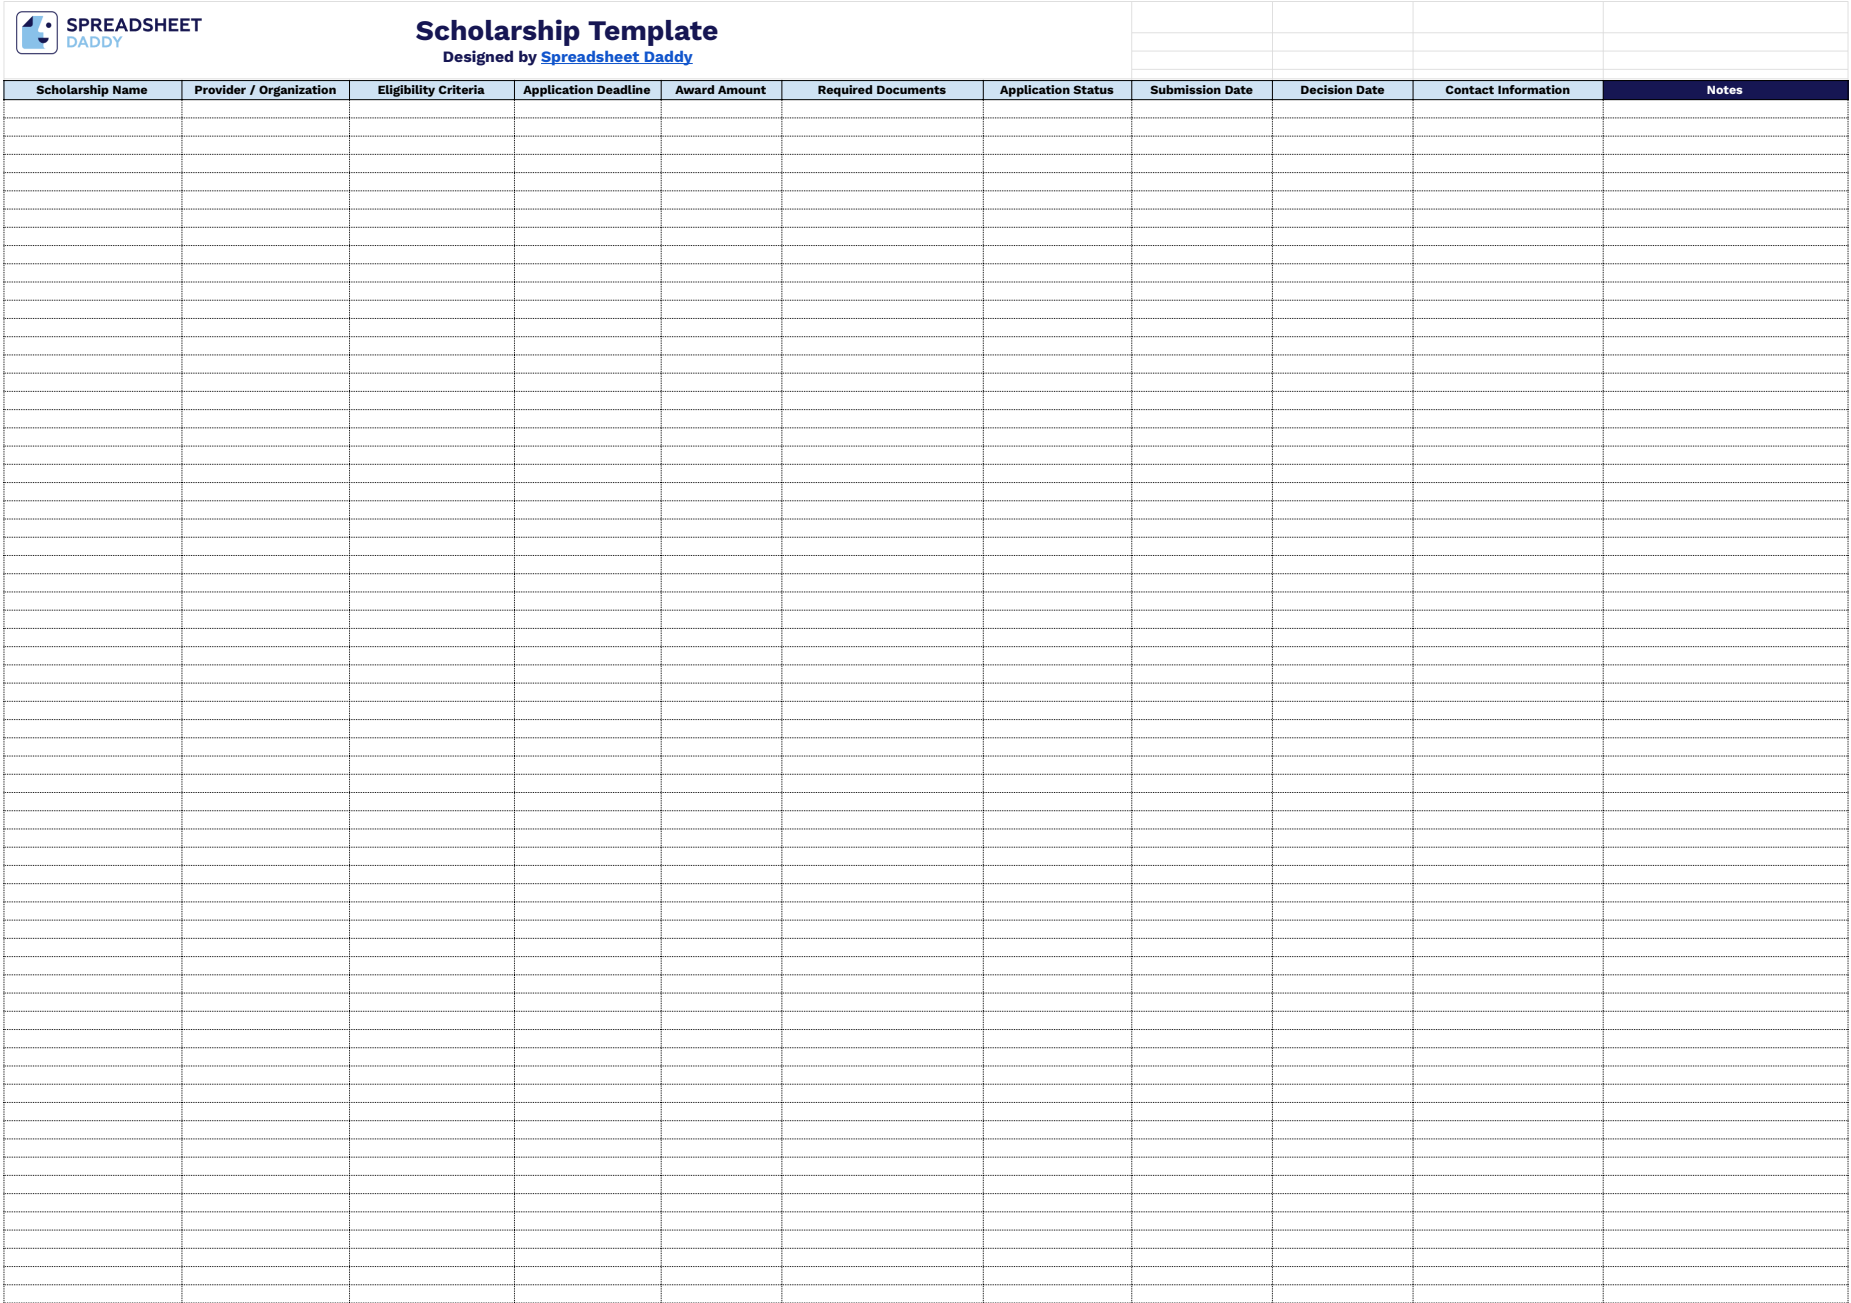 SPREADSHEET
DADDY
Scholarship Template
Designed by Spreadsheet Daddy
Scholarship Name Provider / Organization Eligibility Criteria Application Deadline Award Amount Required Documents Application Status Submission Date Decision Date Contact Information Notes